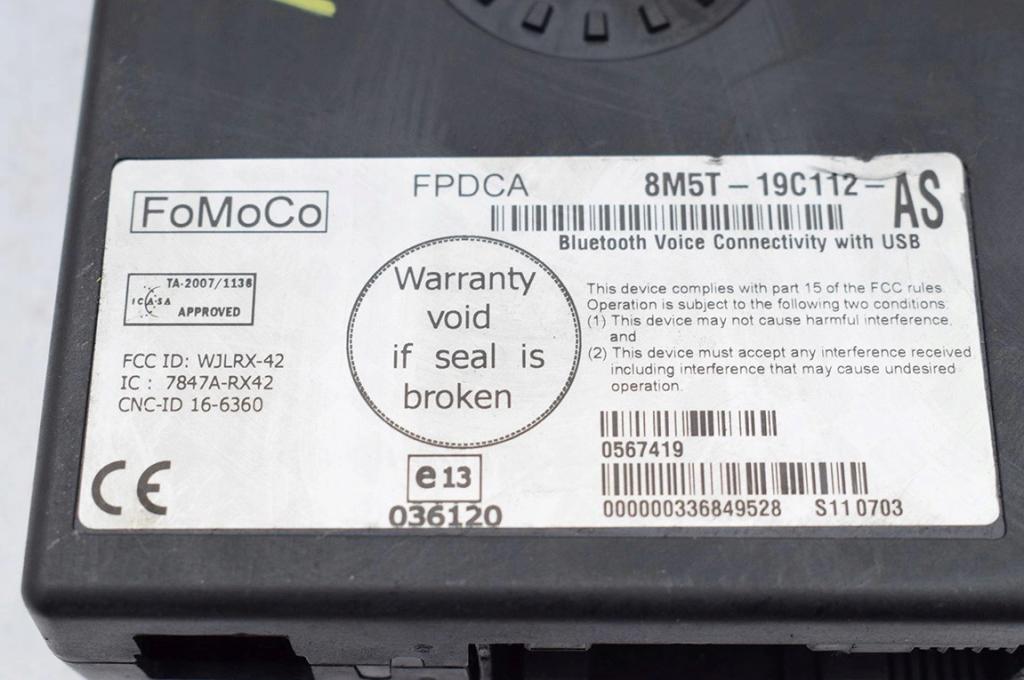 FoMoCo
FPDCA
8M5T-19C112-AS
Bluetooth Voice Connectivity with USB
TA-2007/1138
ICASA
APPROVED
Warranty
void
if seal is
broken
This device complies with part 15 of the FCC rules.
Operation is subject to the following two conditions:
(1) This device may not cause harmful interference,
and
(2) This device must accept any interference received
including interference that may cause undesired
operation.
FCC ID: WJLRX-42
IC : 7847A-RX42
CNC-ID 16-6360
CE
e13
036120
0567419
000000336849528 S11 0703